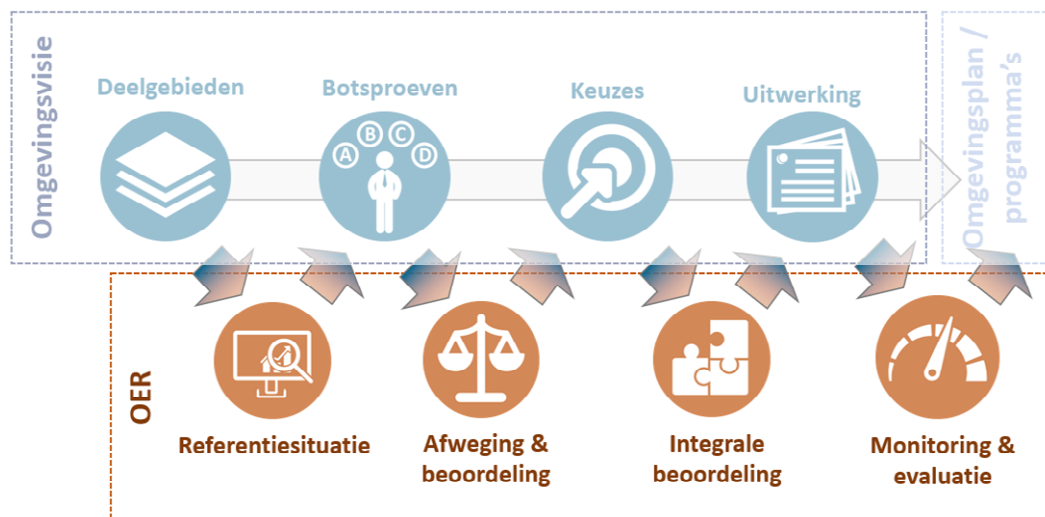 Omgevingsvisie
Deelgebieden
Botsproeven
Keuzes
Uitwerking
A
B
C
D
Omgevingsplan /
programma's
OER
Referentiesituatie
Afweging &
beoordeling
Integrale
beoordeling
Monitoring &
evaluatie